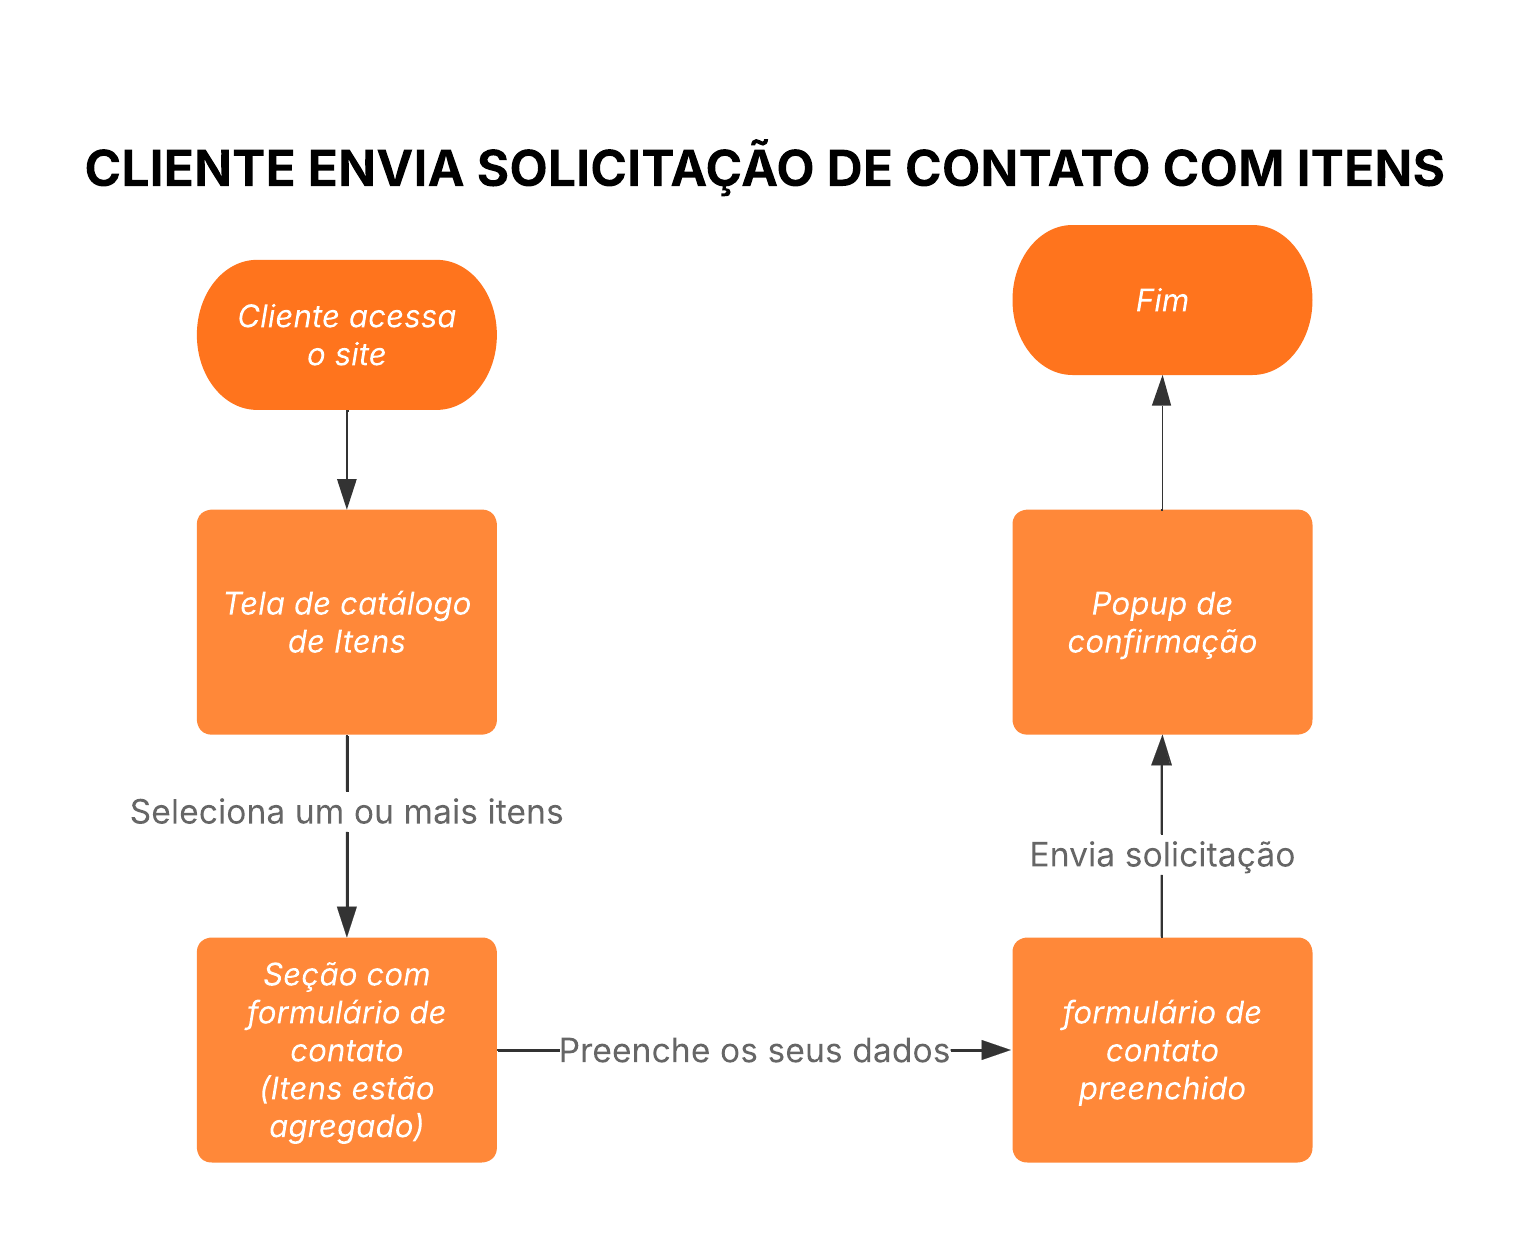 CLIENTE ENVIA SOLICITAÇÃO DE CONTATO COM ITENS
Cliente acessa
o site
Tela de catálogo
de Itens
Seleciona um ou mais itens
Seção com
formulário de
contato
(Itens estão
agregado)
Preenche os seus dados
formulário de
contato
preenchido
Envia solicitação
Popup de
confirmação
Fim